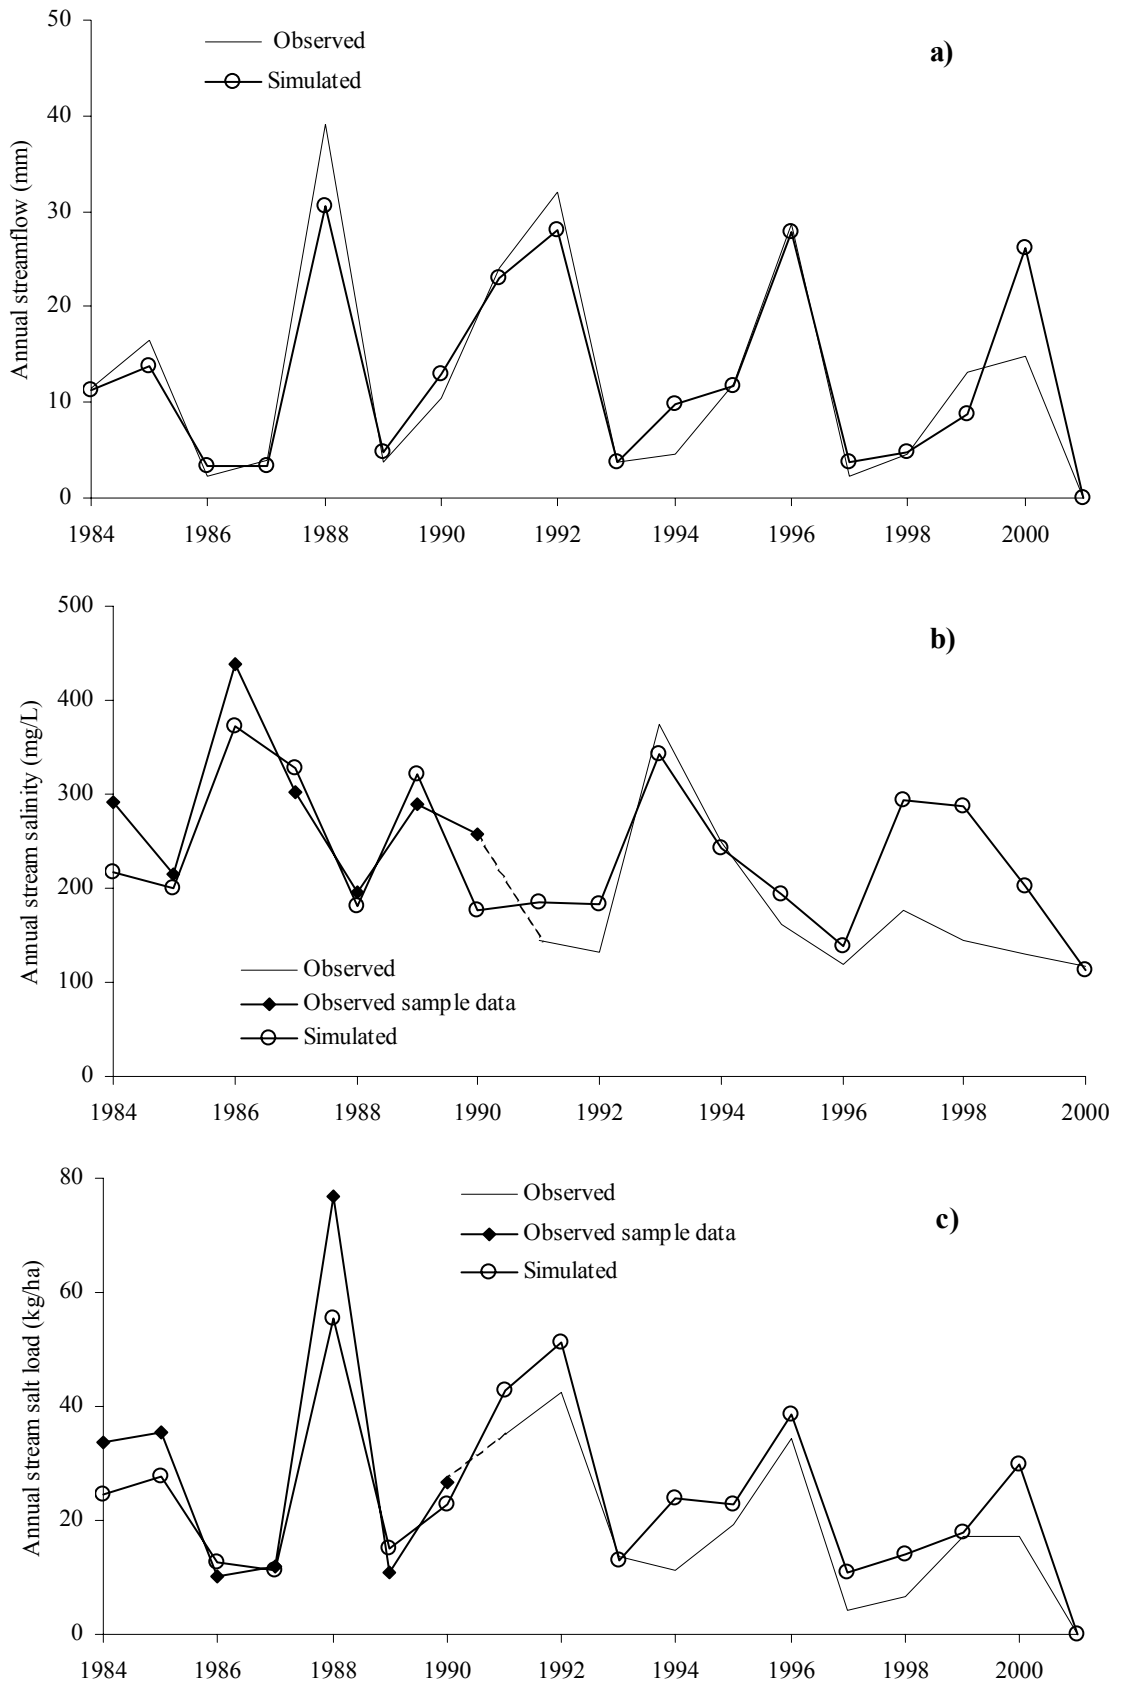 50
Observed
a)
Simulated
40
30
20
10
0
Annual streamflow (mm)
1984 1986 1988 1990 1992 1994 1996 1998 2000
500
b)
400
300
200
100
0
Annual stream salinity (mg/L)
Observed
Observed sample data
Simulated
1984 1986 1988 1990 1992 1994 1996 1998 2000
80
Observed
c)
Observed sample data
Simulated
60
40
20
0
Annual stream salt load (kg/ha)
1984 1986 1988 1990 1992 1994 1996 1998 2000